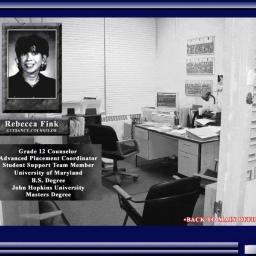 Rebecca Fink
GUIDANCE COUNSELOR
Grade 12 Counselor
Advanced Placement Coordinator
Student Support Team Member
University of Maryland
B.S. Degree
John Hopkins University
Masters Degree
•BACK TO MAIN OFFICE